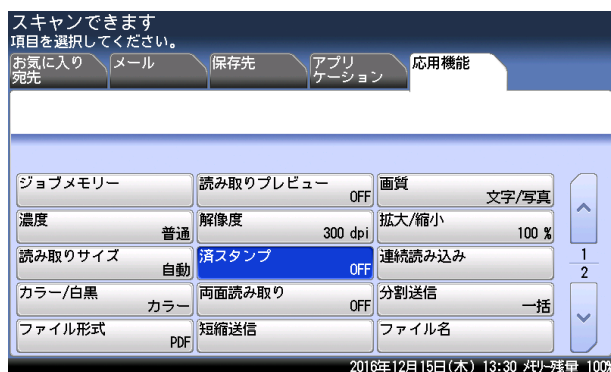 スキャンできます
項目を選択してください。
お気に入り
宛先
メール
保存先
アプリ
ケーション
応用機能
ジョブメモリー
読み取りプレビュー
OFF
画質
文字/写真
濃度
普通
解像度
300 dpi
拡大/縮小
100 %
読み取りサイズ
自動
済スタンプ
OFF
連続読み込み
1
2
カラー/白黒
カラー
両面読み取り
OFF
分割送信
一括
ファイル形式
PDF
短縮送信
ファイル名
2016年12月15日(木) 13:30 メモリー残量 100%